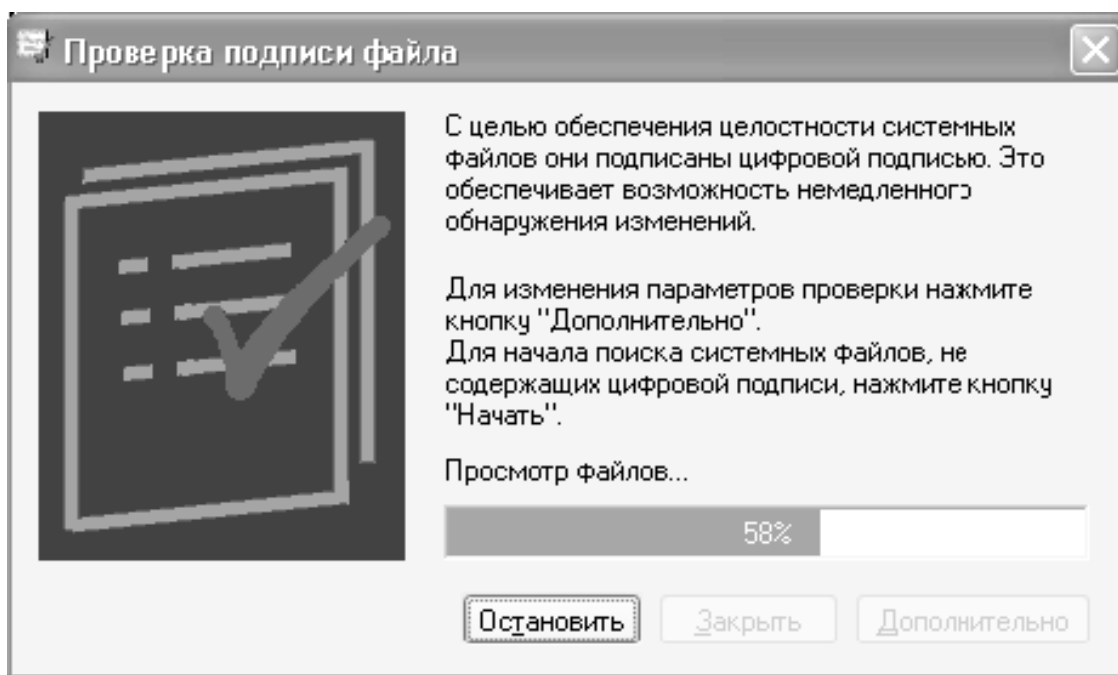 Проверка подписи файла
С целью обеспечения целостности системных
файлов они подписаны цифровой подписью. Это
обеспечивает возможность немедленного
обнаружения изменений.
Для изменения параметров проверки нажмите
кнопку "Дополнительно".
Для начала поиска системных файлов, не
содержащих цифровой подписи, нажмите кнопку
"Начать".
Просмотр файлов...
58%
Остановить Закрыть Дополнительно